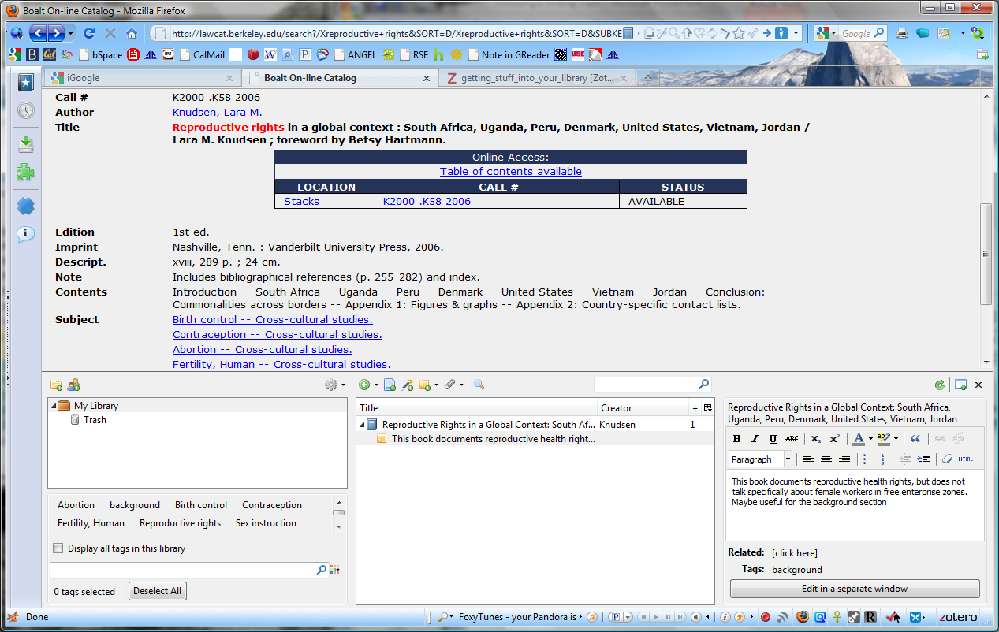 Boalt On-line Catalog - Mozilla Firefox
http://lawcat.berkeley.edu/search?/Xreproductive+rights&SORT=D/Xreproductive+rights&SORT=D&SUBKE
Google
bSpace
Cal
CalMail
W
P
ANGEL
RSF
h
Note in GReader
USE
iGoogle
Boalt On-line Catalog
getting_stuff_into_your_library [Zot...
Call # K2000 .K58 2006
Author Knudsen, Lara M.
Title Reproductive rights in a global context : South Africa, Uganda, Peru, Denmark, United States, Vietnam, Jordan /
Lara M. Knudsen ; foreword by Betsy Hartmann.
Online Access:
Table of contents available
LOCATION CALL # STATUS
Stacks K2000 .K58 2006 AVAILABLE
Edition 1st ed.
Imprint Nashville, Tenn. : Vanderbilt University Press, 2006.
Descript. xviii, 289 p. ; 24 cm.
Note Includes bibliographical references (p. 255-282) and index.
Contents Introduction -- South Africa -- Uganda -- Peru -- Denmark -- United States -- Vietnam -- Jordan -- Conclusion:
Commonalities across borders -- Appendix 1: Figures & graphs -- Appendix 2: Country-specific contact lists.
Subject Birth control -- Cross-cultural studies.
Contraception -- Cross-cultural studies.
Abortion -- Cross-cultural studies.
Fertility, Human -- Cross-cultural studies.
My Library
Trash
Abortion background Birth control Contraception
Fertility, Human Reproductive rights Sex instruction
Display all tags in this library
0 tags selected Deselect All
Title Creator +
Reproductive Rights in a Global Context: South Af... Knudsen 1
This book documents reproductive health right...
Reproductive Rights in a Global Context: South Africa,
Uganda, Peru, Denmark, United States, Vietnam, Jordan
B I U ABC X₂ X² A ab
Paragraph HTML
This book documents reproductive health rights, but does not
talk specifically about female workers in free enterprize zones.
Maybe useful for the background section
Related: [click here]
Tags: background
Edit in a separate window
Done
FoxyTunes - your Pandora is
P
R
zotero